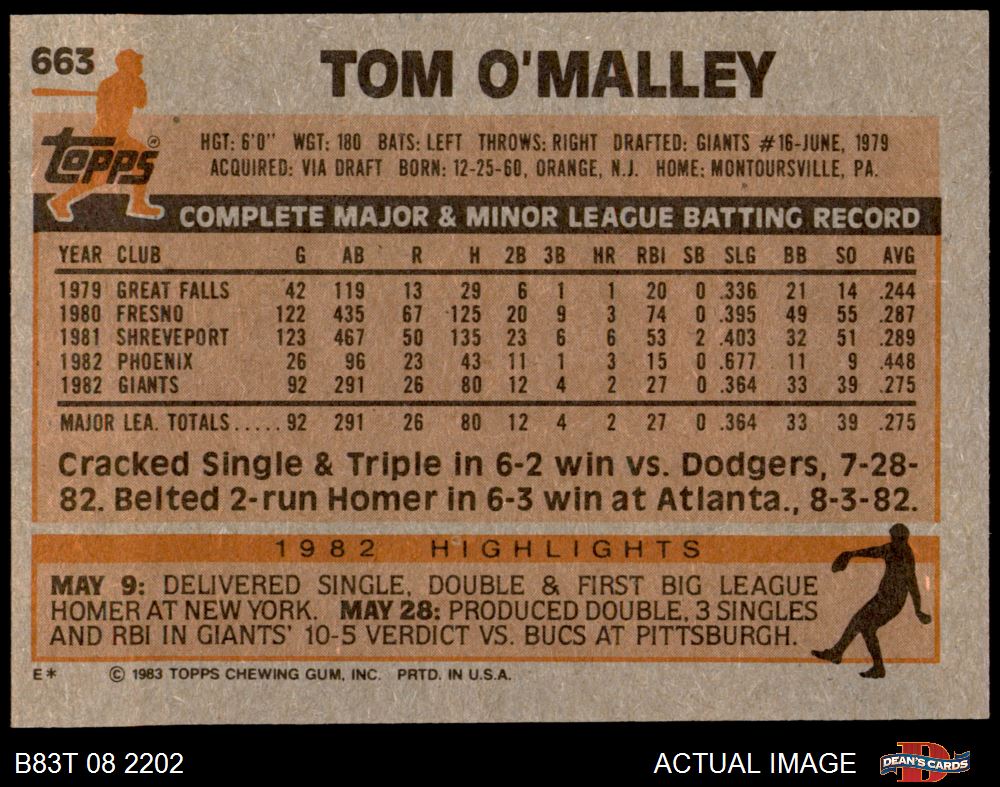 663
TOM O'MALLEY
topps®
HGT: 6'0" WGT: 180 BATS: LEFT THROWS: RIGHT DRAFTED: GIANTS #16-JUNE, 1979
ACQUIRED: VIA DRAFT BORN: 12-25-60, ORANGE, N.J. HOME: MONTOURSVILLE, PA.
COMPLETE MAJOR & MINOR LEAGUE BATTING RECORD
YEAR CLUB G AB R H 2B 3B HR RBI SB SLG BB SO AVG
1979 GREAT FALLS 42 119 13 29 6 1 1 20 0 .336 21 14 .244
1980 FRESNO 122 435 67 125 20 9 3 74 0 .395 49 55 .287
1981 SHREVEPORT 123 467 50 135 23 6 6 53 2 .403 32 51 .289
1982 PHOENIX 26 96 23 43 11 1 3 15 0 .677 11 9 .448
1982 GIANTS 92 291 26 80 12 4 2 27 0 .364 33 39 .275
MAJOR LEA. TOTALS..... 92 291 26 80 12 4 2 27 0 .364 33 39 .275
Cracked Single & Triple in 6-2 win vs. Dodgers, 7-28-
82. Belted 2-run Homer in 6-3 win at Atlanta., 8-3-82.
1982 HIGHLIGHTS
MAY 9: DELIVERED SINGLE, DOUBLE & FIRST BIG LEAGUE
HOMER AT NEW YORK. MAY 28: PRODUCED DOUBLE, 3 SINGLES
AND RBI IN GIANTS' 10-5 VERDICT VS. BUCS AT PITTSBURGH.
E* © 1983 TOPPS CHEWING GUM, INC. PRTD. IN U.S.A.
B83T 08 2202 ACTUAL IMAGE
D
DEAN'S CARDS